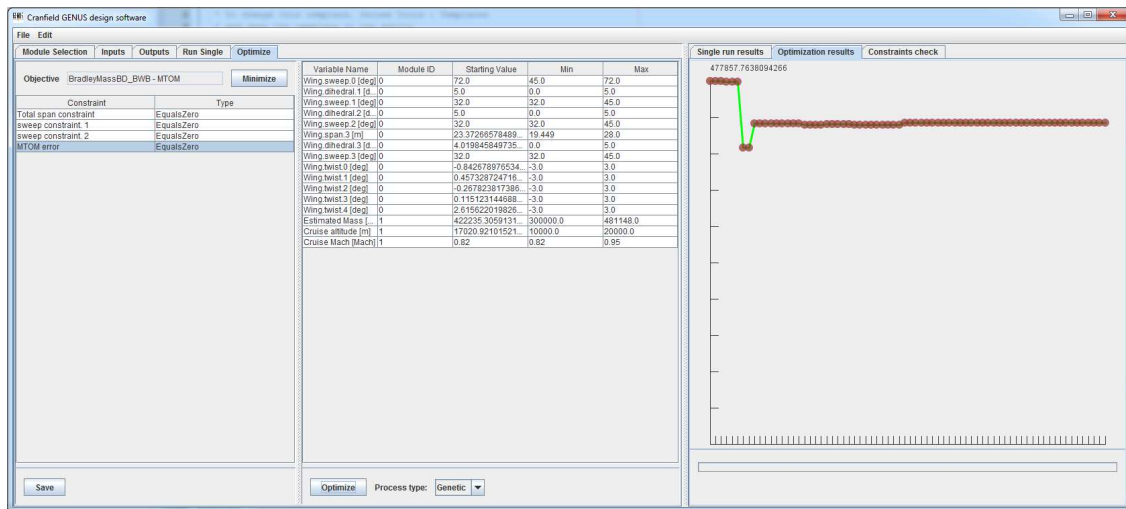 Cranfield GENUS design software
File Edit
Module Selection Inputs Outputs Run Single Optimize
Objective BradleyMassBD_BWB - MTOM Minimize
Constraint Type
Total span constraint EqualsZero
sweep constraint. 1 EqualsZero
sweep constraint. 2 EqualsZero
MTOM error EqualsZero
Save
Variable Name Module ID Starting Value Min Max
Wing.sweep.0 [deg] 0 72.0 45.0 72.0
Wing.dihedral.1 [d... 0 5.0 0.0 5.0
Wing.sweep.1 [deg] 0 32.0 32.0 45.0
Wing.dihedral.2 [d... 0 5.0 0.0 5.0
Wing.sweep.2 [deg] 0 32.0 32.0 45.0
Wing.span.3 [m] 0 23.37266578489... 19.449 28.0
Wing.dihedral.3 [d... 0 4.019845849735... 0.0 5.0
Wing.sweep.3 [deg] 0 32.0 32.0 45.0
Wing.twist.0 [deg] 0 -0.842678976534... -3.0 3.0
Wing.twist.1 [deg] 0 0.457328724716... -3.0 3.0
Wing.twist.2 [deg] 0 -0.267823817386... -3.0 3.0
Wing.twist.3 [deg] 0 0.115123144688... -3.0 3.0
Wing.twist.4 [deg] 0 2.615622019826... -3.0 3.0
Estimated Mass [... 1 422235.3059131... 300000.0 481148.0
Cruise altitude [m] 1 17020.92101521... 10000.0 20000.0
Cruise Mach [Mach] 1 0.82 0.82 0.95
Optimize Process type: Genetic
Single run results Optimization results Constraints check
477857.7638094266